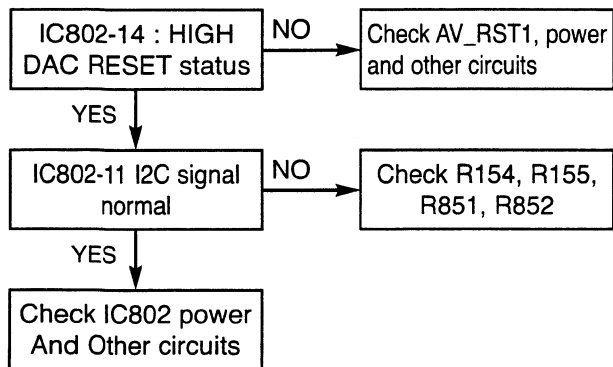 IC802-14 : HIGH
DAC RESET status
NO
Check AV_RST1, power
and other circuits
YES
IC802-11 I2C signal
normal
NO
Check R154, R155,
R851, R852
YES
Check IC802 power
And Other circuits